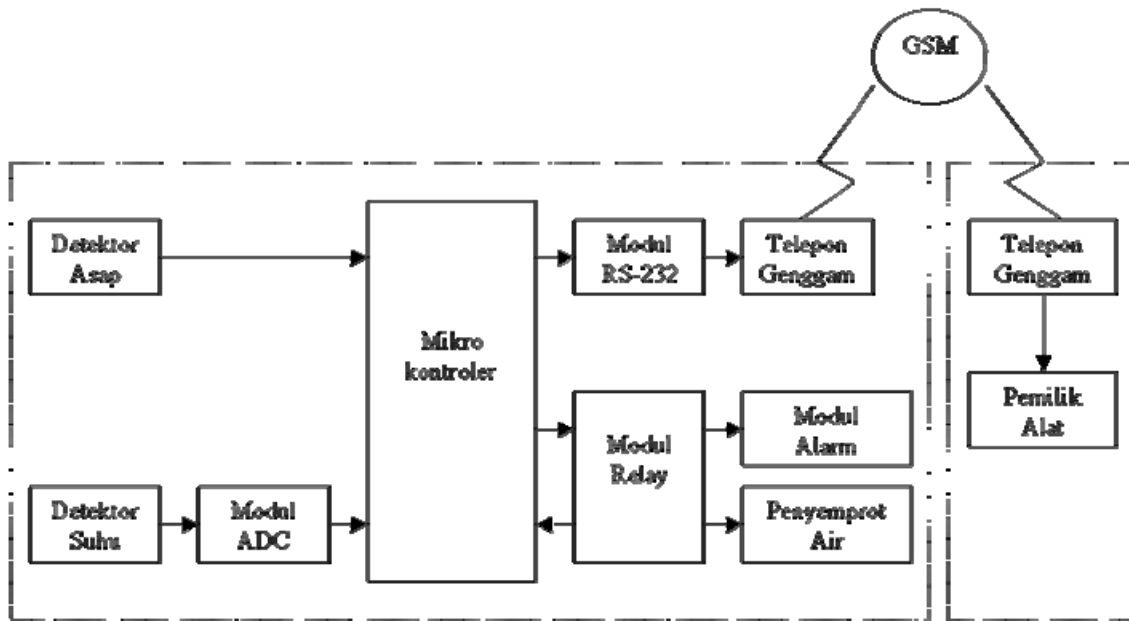 GSM
Detektor
Asap
Mikro
kontroler
Modul
RS-232
Telepon
Genggam
Telepon
Genggam
Pemilik
Alat
Modul
Relay
Modul
Alarm
Detektor
Suhu
Modul
ADC
Penyemprot
Air